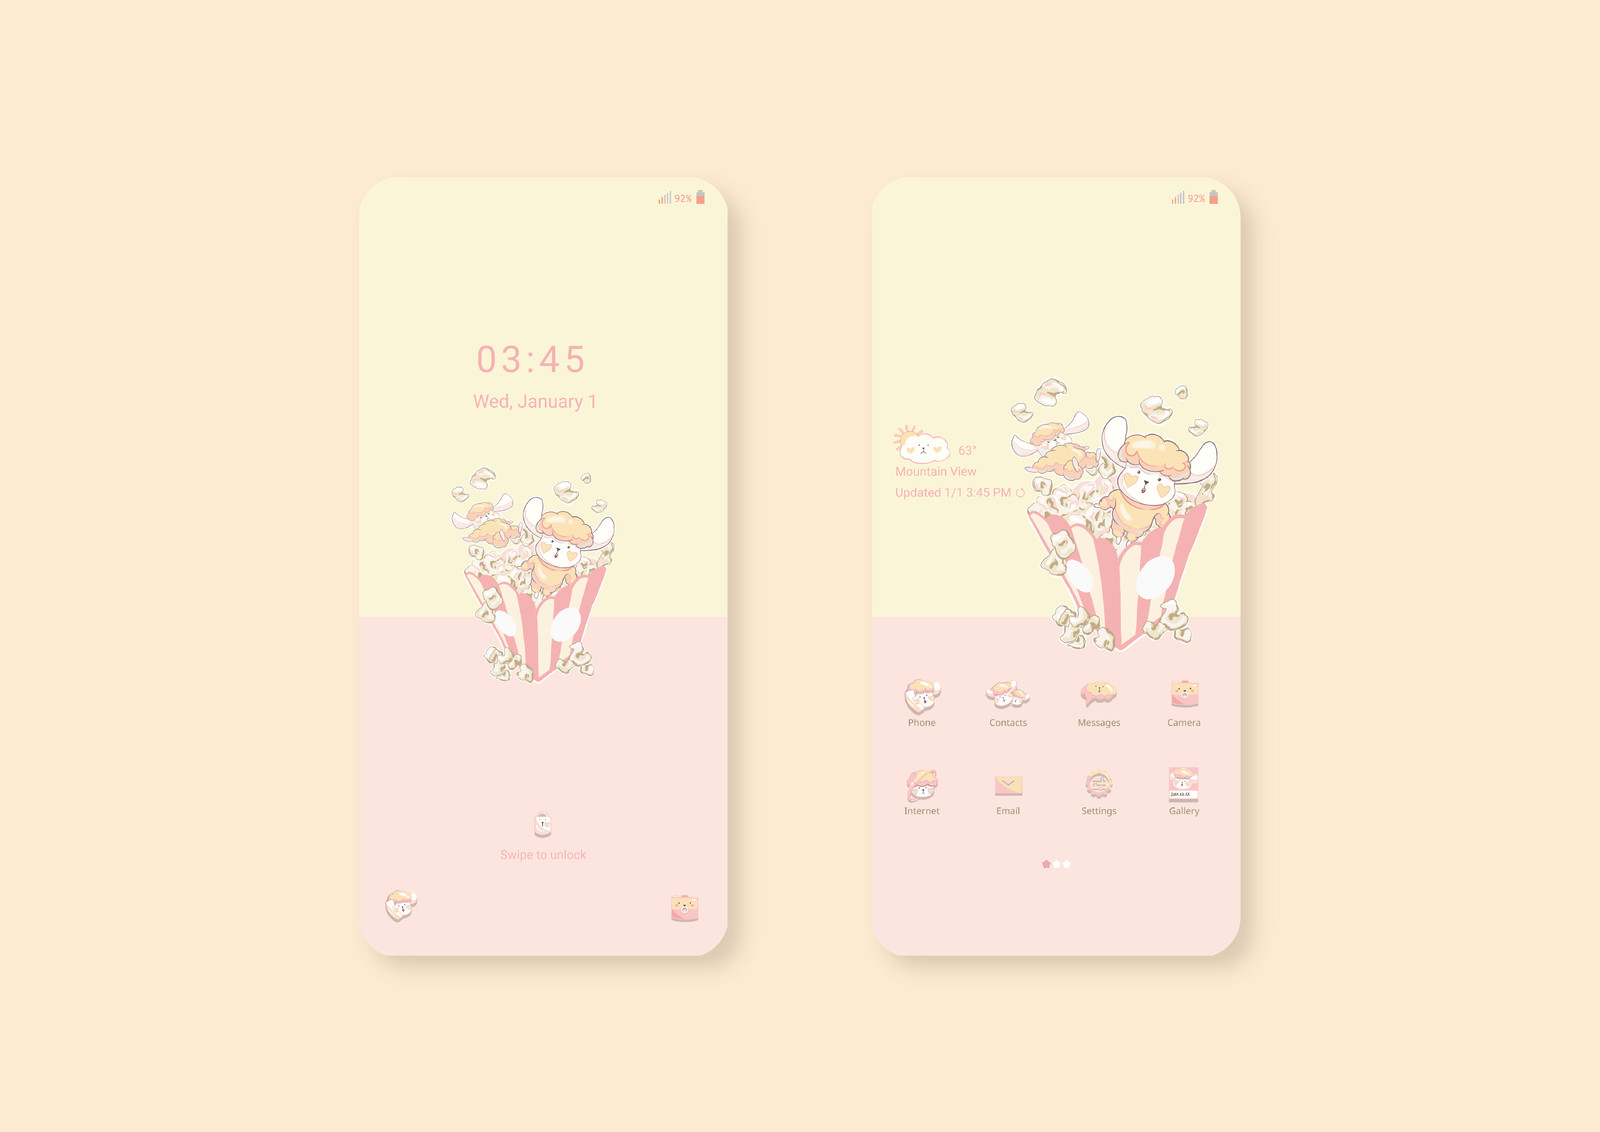 92%
03:45
Wed, January 1
Swipe to unlock
92%
63°
Mountain View
Updated 1/1 3:45 PM
Phone
Contacts
Messages
Camera
Internet
Email
Settings
Gallery